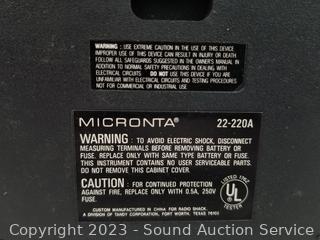 WARNING: USE EXTREME CAUTION IN THE USE OF THIS DEVICE.
IMPROPER USE OF THIS DEVICE CAN RESULT IN INJURY OR DEATH.
FOLLOW ALL SAFEGUARDS SUGGESTED IN THE OWNER'S MANUAL IN
ADDITION TO NORMAL SAFETY PRECAUTIONS IN DEALING WITH
ELECTRICAL CIRCUITS. DO NOT USE THIS DEVICE IF YOU ARE
UNFAMILIAR WITH ELECTRICAL CIRCUITS AND TESTING PROCEDURES.
NOT FOR COMMERCIAL OR INDUSTRIAL USE
MICRONTA® 22-220A
WARNING: TO AVOID ELECTRIC SHOCK, DISCONNECT
MEASURING TERMINALS BEFORE REMOVING BATTERY OR
FUSE. REPLACE ONLY WITH SAME TYPE BATTERY OR FUSE.
THIS INSTRUMENT CONTAINS NO USER SERVICEABLE PARTS.
DO NOT REMOVE THIS CABINET COVER.
CAUTION: FOR CONTINUED PROTECTION
AGAINST FIRE, REPLACE ONLY WITH 0.5A, 250V
FUSE.
LISTED
UL
®
TESTER
CUSTOM MANUFACTURED IN CHINA FOR RADIO SHACK,
A DIVISION OF TANDY CORPORATION, FORT WORTH, TEXAS 76102
Copyright 2023 - Sound Auction Service